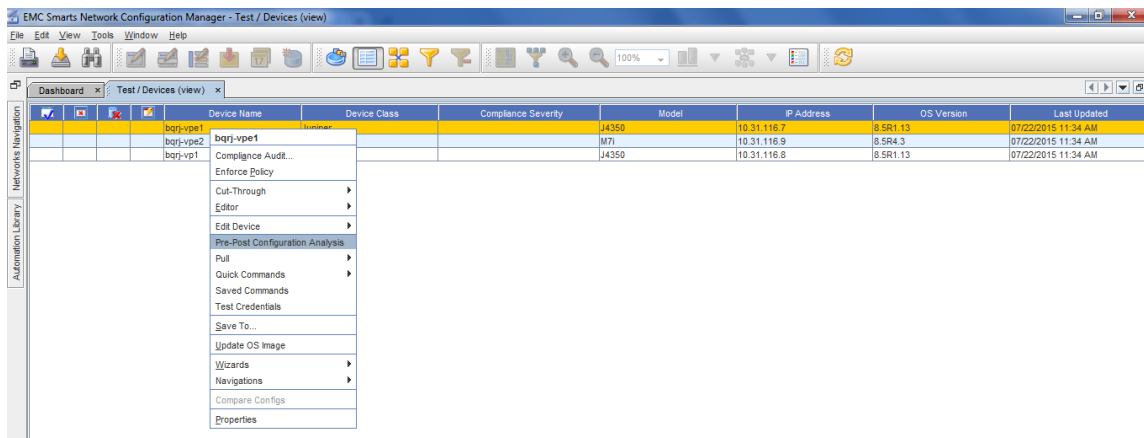 EMC Smarts Network Configuration Manager - Test / Devices (view)
File Edit View Tools Window Help
17 100%
Dashboard x Test / Devices (view) x
Networks Navigation
Automation Library
Device Name Device Class Compliance Severity Model IP Address OS Version Last Updated
bqrj-vpe1 Juniper J4350 10.31.116.7 8.5R1.13 07/22/2015 11:34 AM
bqrj-vpe2 M7i 10.31.116.9 8.5R4.3 07/22/2015 11:34 AM
bqrj-vp1 J4350 10.31.116.8 8.5R1.13 07/22/2015 11:34 AM
bqrj-vpe1
Compliance Audit...
Enforce Policy
Cut-Through
Editor
Edit Device
Pre-Post Configuration Analysis
Pull
Quick Commands
Saved Commands
Test Credentials
Save To...
Update OS Image
Wizards
Navigations
Compare Configs
Properties